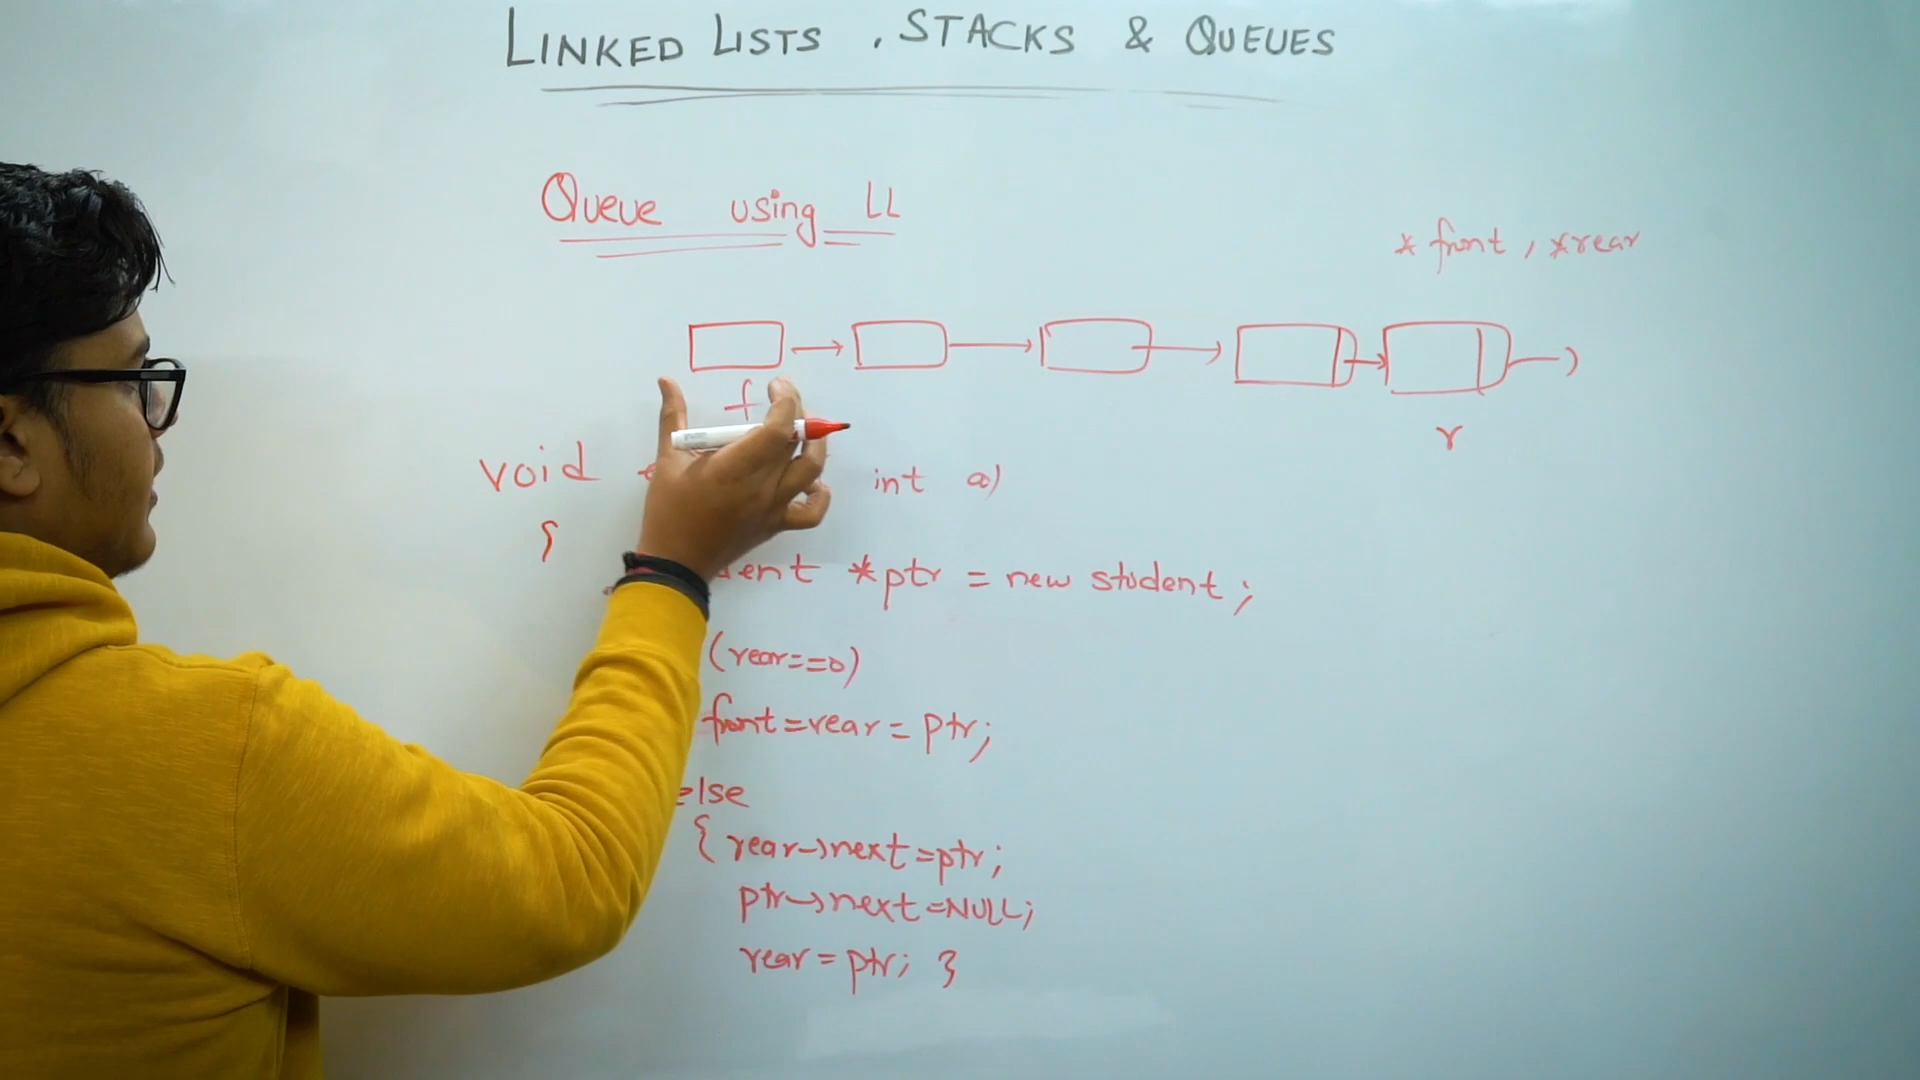 LINKED LISTS , STACKS & QUEUES
Queue using LL
* front , *rear
f
r
void int a)
{
*ptr = new student ;
(rear==0)
front=rear= ptr;
else
{ rear→next=ptr;
ptr→next=NULL;
rear = ptr; }